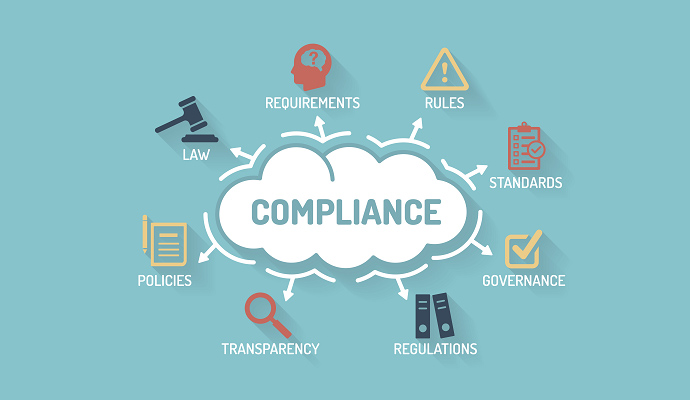 REQUIREMENTS
RULES
LAW
STANDARDS
COMPLIANCE
POLICIES
GOVERNANCE
TRANSPARENCY
REGULATIONS